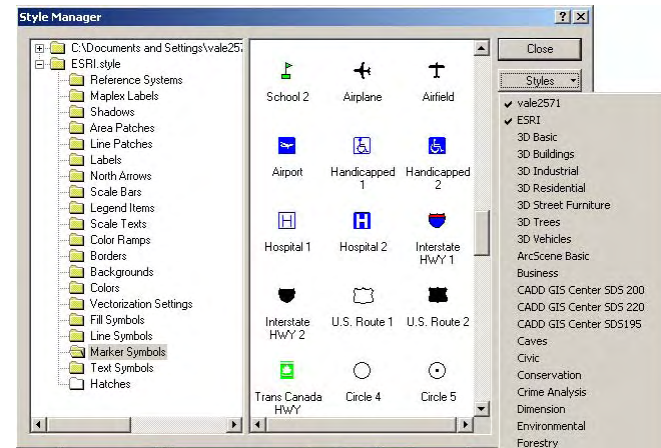 Style Manager
C:\Documents and Settings\vale257
ESRI.style
Reference Systems
Maplex Labels
Shadows
Area Patches
Line Patches
Labels
North Arrows
Scale Bars
Legend Items
Scale Texts
Color Ramps
Borders
Backgrounds
Colors
Vectorization Settings
Fill Symbols
Line Symbols
Marker Symbols
Text Symbols
Hatches
School 2
Airplane
Airfield
Airport
Handicapped
1
Handicapped
2
H
H
Hospital 1
Hospital 2
Interstate
HWY 1
Interstate
HWY 2
U.S. Route 1
U.S. Route 2
Trans Canada
HWY
Circle 4
Circle 5
Close
Styles
vale2571
ESRI
3D Basic
3D Buildings
3D Industrial
3D Residential
3D Street Furniture
3D Trees
3D Vehicles
ArcScene Basic
Business
CADD GIS Center SDS 200
CADD GIS Center SDS 220
CADD GIS Center SDS195
Caves
Civic
Conservation
Crime Analysis
Dimension
Environmental
Forestry